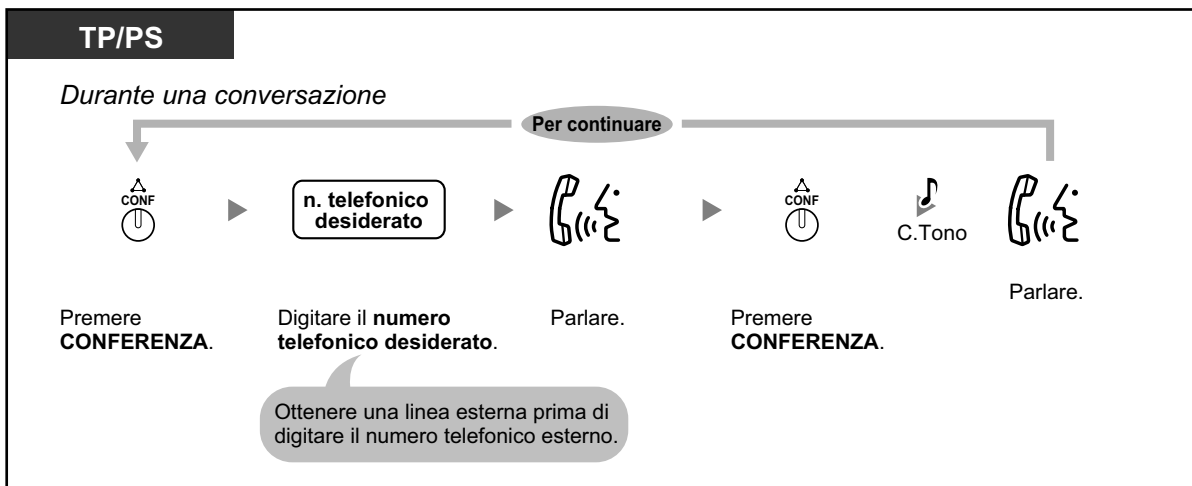 TP/PS
Durante una conversazione
Per continuare
CONF
n. telefonico
desiderato
CONF
C.Tono
Premere
CONFERENZA.
Digitare il numero
telefonico desiderato.
Parlare.
Premere
CONFERENZA.
Parlare.
Ottenere una linea esterna prima di
digitare il numero telefonico esterno.